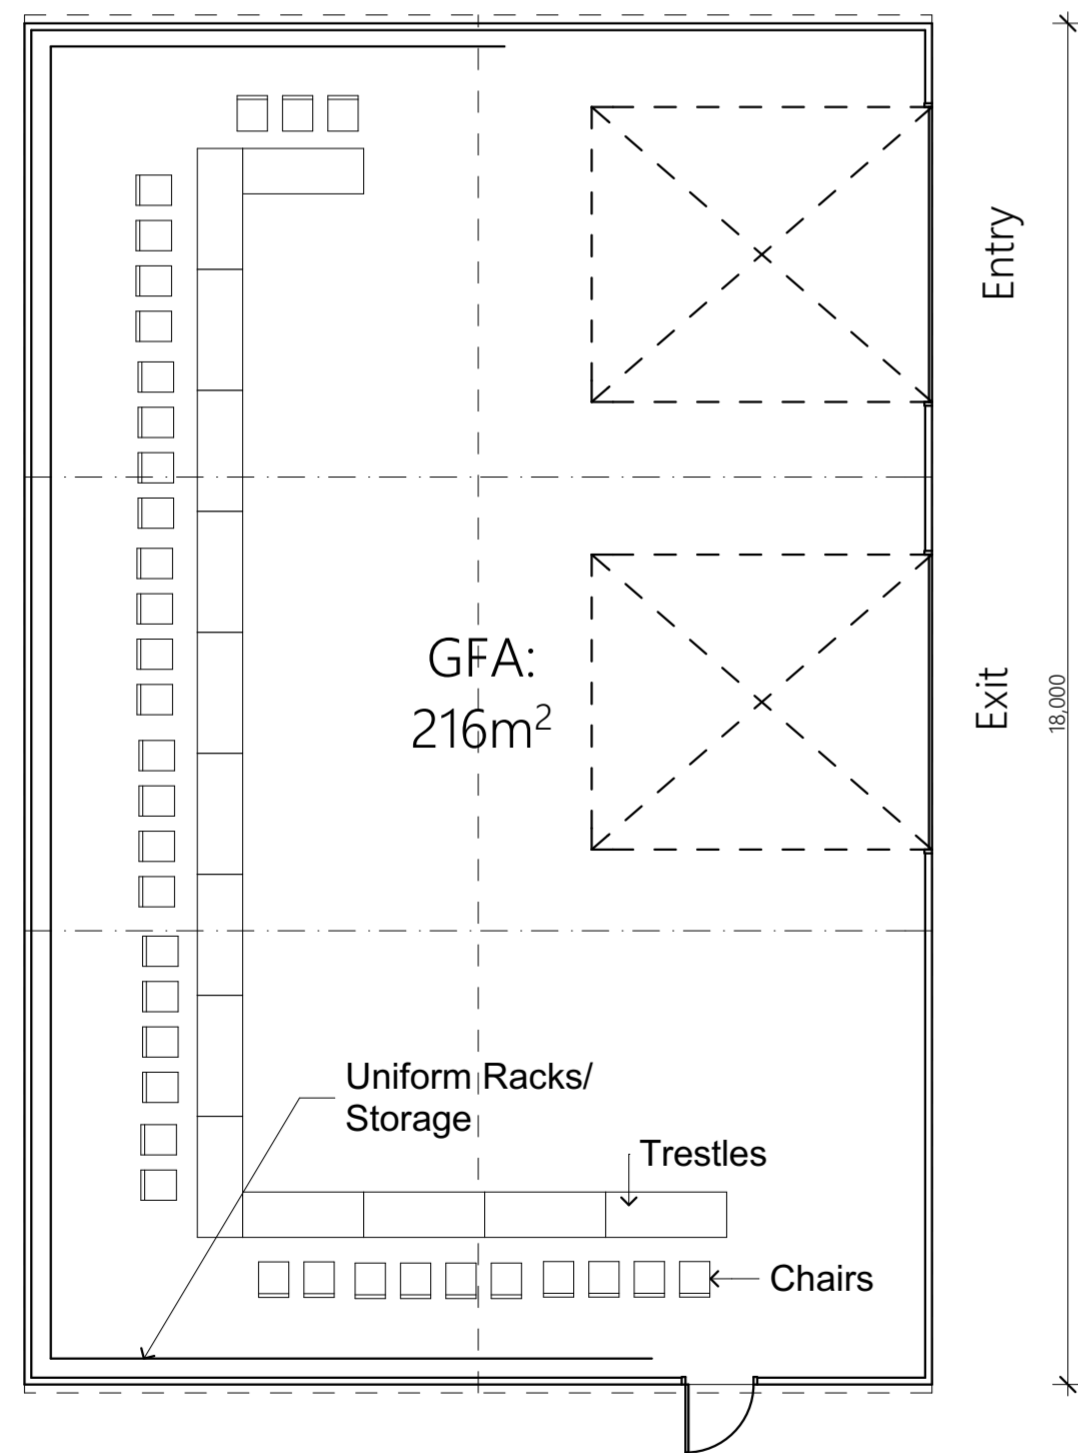 Entry
GFA:
216m²
Exit
18,000
Uniform Racks/
Storage
Trestles
Chairs